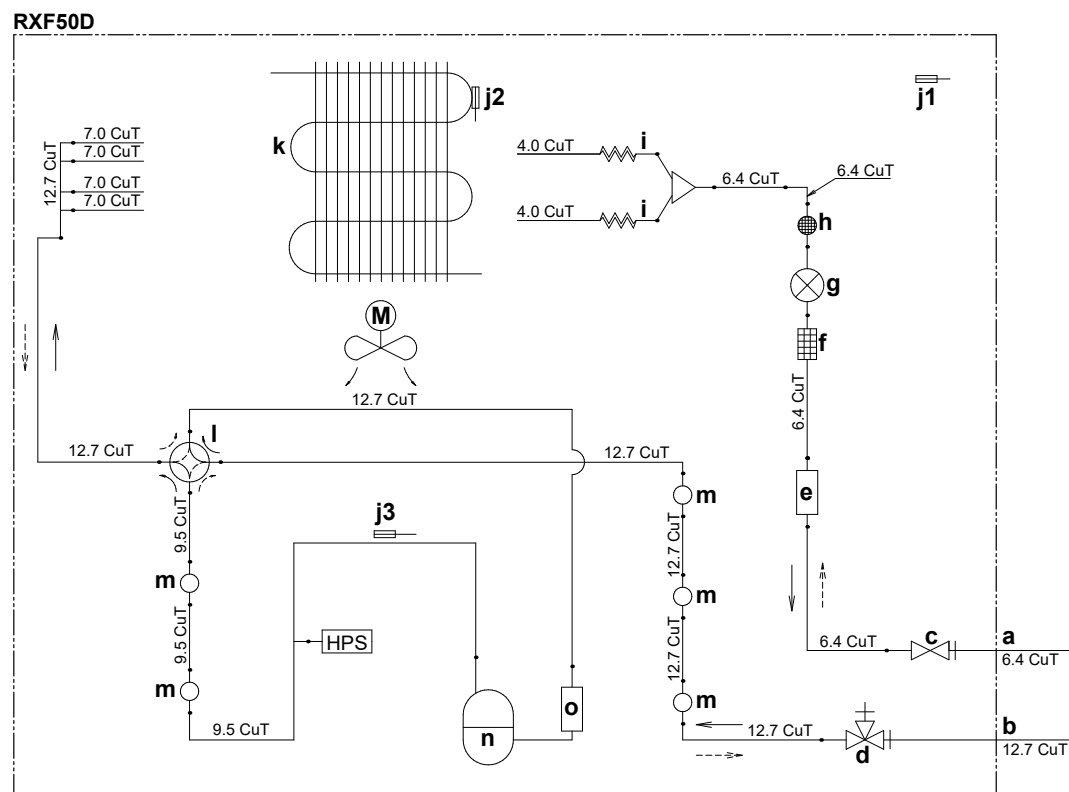 RXF50D
j1
j2
k
12.7 CuT
7.0 CuT
7.0 CuT
7.0 CuT
7.0 CuT
4.0 CuT
i
6.4 CuT
6.4 CuT
4.0 CuT
i
h
g
M
f
6.4 CuT
12.7 CuT
l
12.7 CuT
12.7 CuT
e
m
9.5 CuT
j3
12.7 CuT
m
m
9.5 CuT
HPS
12.7 CuT
6.4 CuT
c
a
6.4 CuT
m
m
9.5 CuT
n
o
12.7 CuT
d
b
12.7 CuT